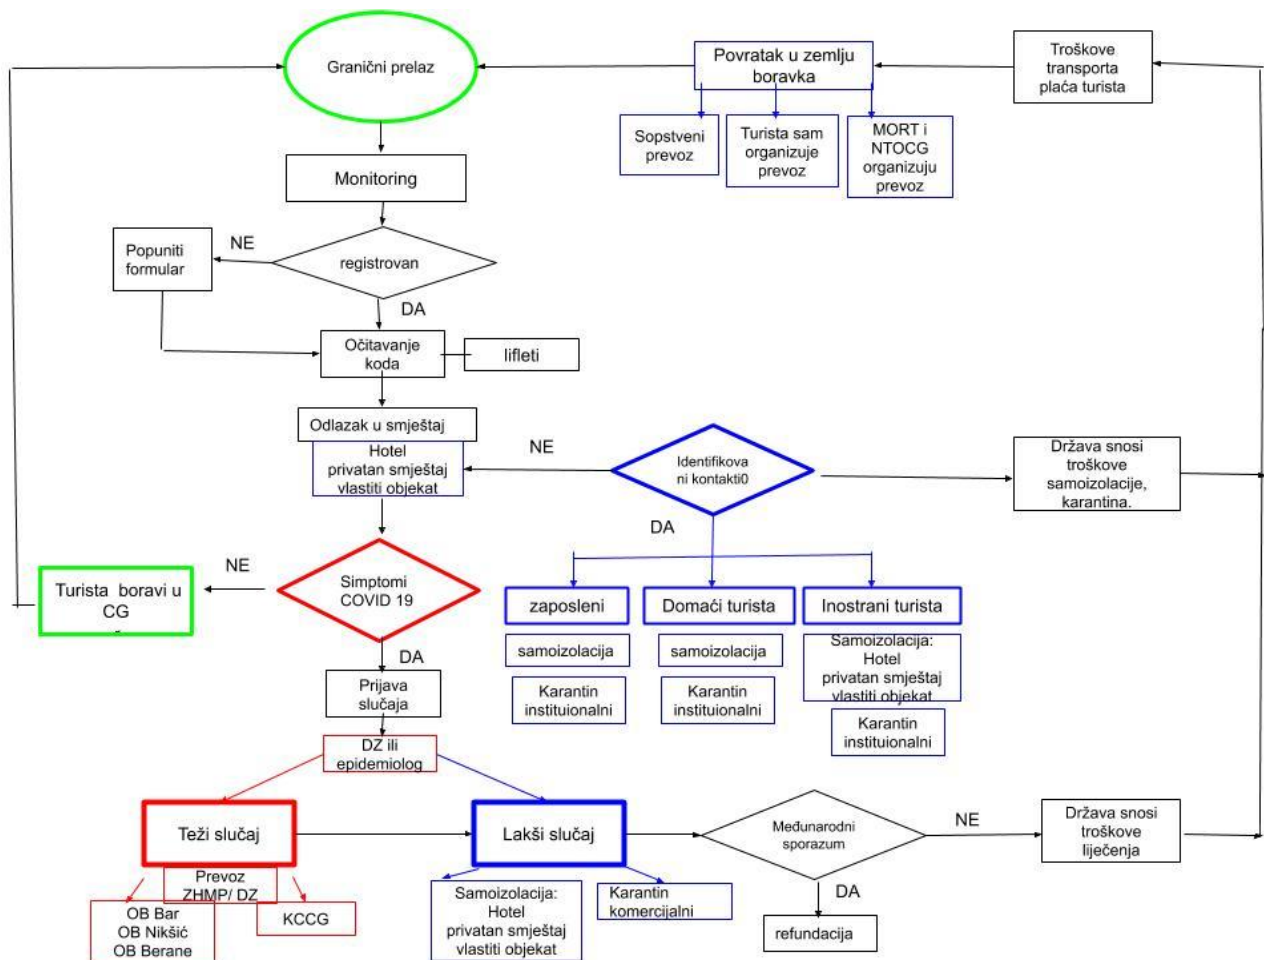 Granični prelaz
Povratak u zemlju
boravka
Troškove
transporta
plaća turista
Sopstveni
prevoz
Turista sam
organizuje
prevoz
MORT i
NTOCG
organizuju
prevoz
Monitoring
Popuniti
formular
NE
registrovan
DA
Očitavanje
koda
lifleti
Odlazak u smještaj
Hotel
privatan smještaj
vlastiti objekat
NE
Identifikova
ni kontakti0
Država snosi
troškove
samoizolacije,
karantina.
DA
Turista boravi u
CG
NE
Simptomi
COVID 19
zaposleni
Domaći turista
Inostrani turista
samoizolacija
samoizolacija
Samoizolacija:
Hotel
privatan smještaj
vlastiti objekat
DA
Prijava
slučaja
Karantin
instituionalni
Karantin
instituionalni
Karantin
instituionalni
DZ ili
epidemiolog
Teži slučaj
Lakši slučaj
Međunarodni
sporazum
NE
Država snosi
troškove
liječenja
Prevoz
ZHMP/ DZ
OB Bar
OB Nikšić
OB Berane
KCCG
Samoizolacija:
Hotel
privatan smještaj
vlastiti objekat
Karantin
komercijalni
DA
refundacija